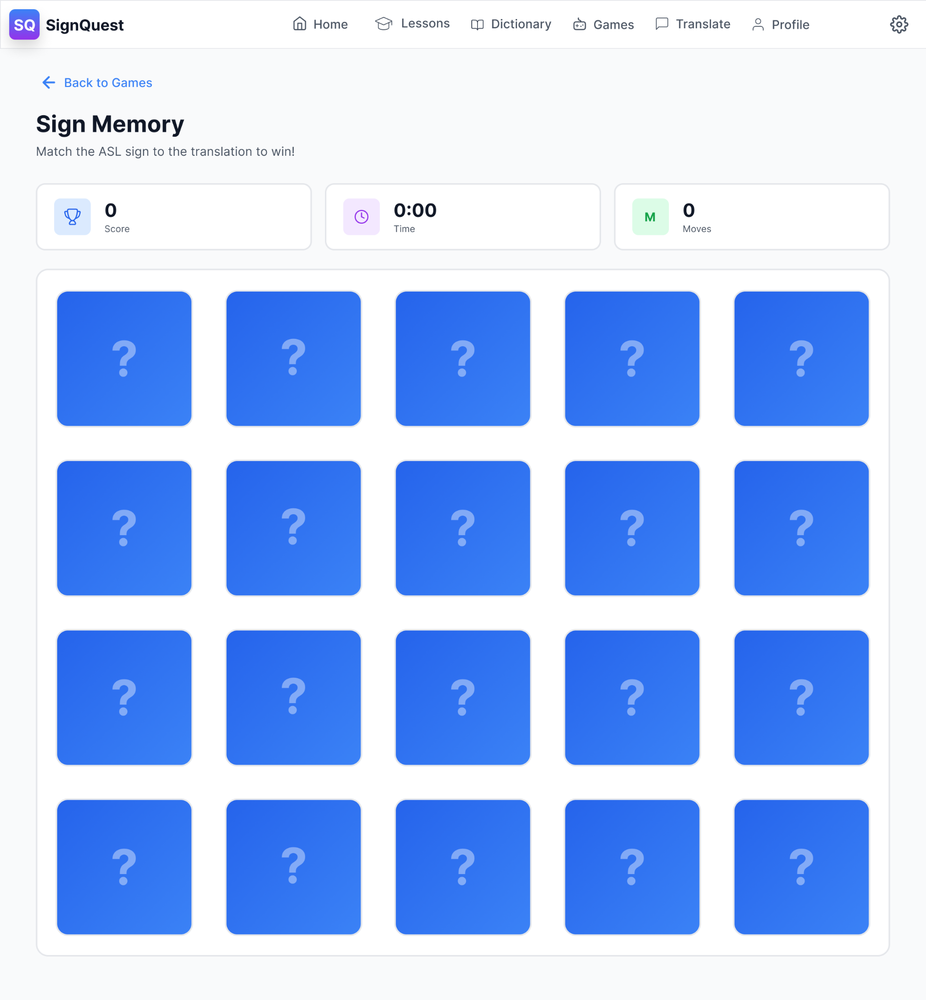 SQ SignQuest Home Lessons Dictionary Games Translate Profile
Back to Games
Sign Memory
Match the ASL sign to the translation to win!
0
Score
0:00
Time
M
0
Moves
? ? ? ? ?
? ? ? ? ?
? ? ? ? ?
? ? ? ? ?